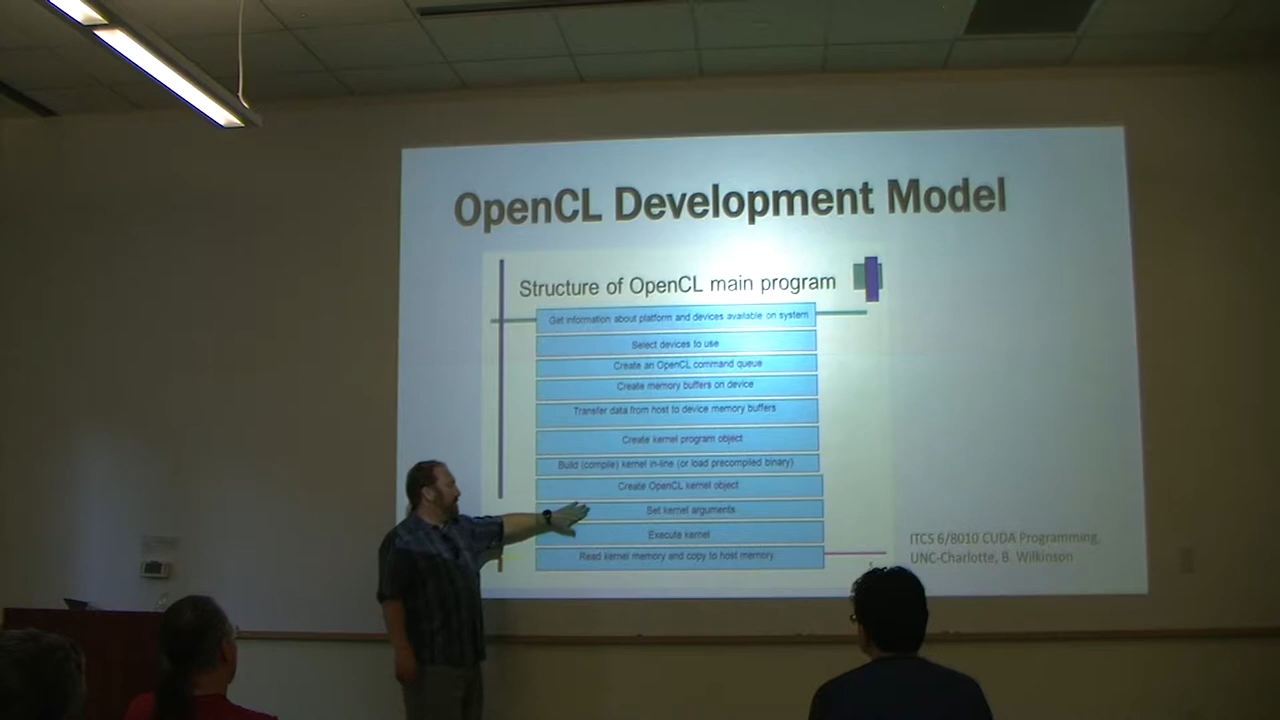 OpenCL Development Model
Structure of OpenCL main program
Get information about platform and devices available on system
Select devices to use
Create an OpenCL command queue
Create memory buffers on device
Transfer data from host to device memory buffers
Create kernel program object
Build (compile) kernel in-line (or load precompiled binary)
Create OpenCL kernel object
Set kernel arguments
Execute kernel
Read kernel memory and copy to host memory
ITCS 6/8010 CUDA Programming,
UNC-Charlotte, B. Wilkinson